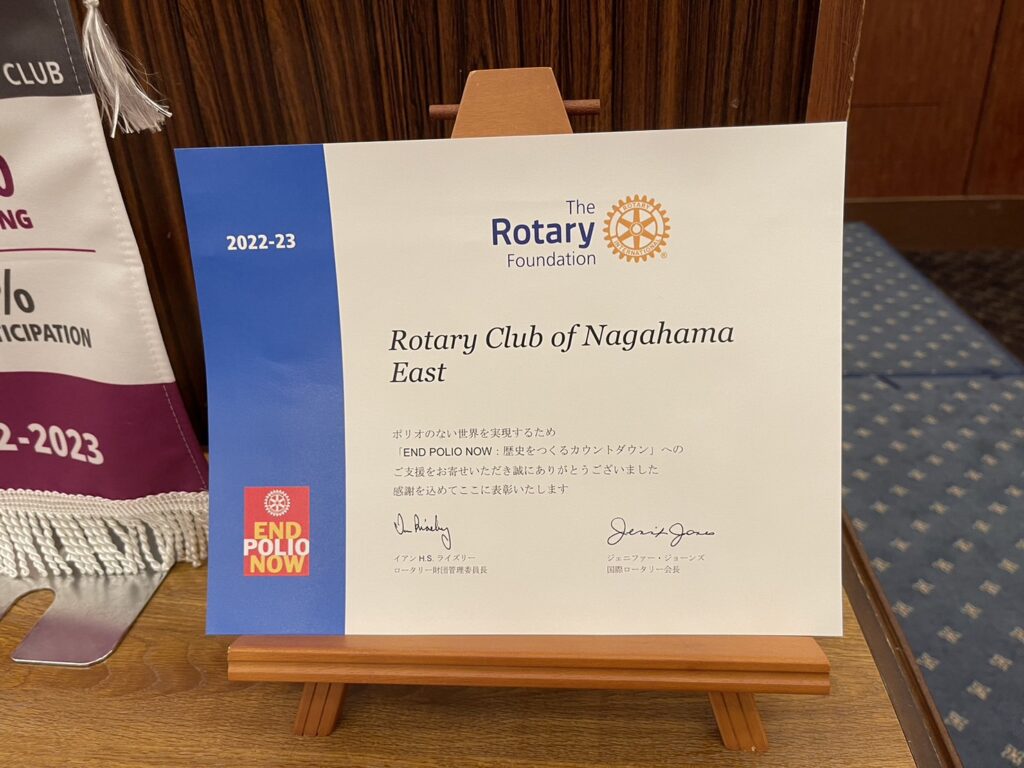 CLUB
NG
%
TICIPATION
2-2023
2022-23
The
Rotary
Foundation
ROTARY
INTERNATIONAL
Rotary Club of Nagahama
East
ポリオのない世界を実現するため
「END POLIO NOW：歴史をつくるカウントダウン」への
ご支援をお寄せいただき誠にありがとうございました
感謝を込めてここに表彰いたします
イアン H.S. ライズリー
ロータリー財団管理委員長
ジェニファー・ジョーンズ
国際ロータリー会長
END
POLIO
NOW